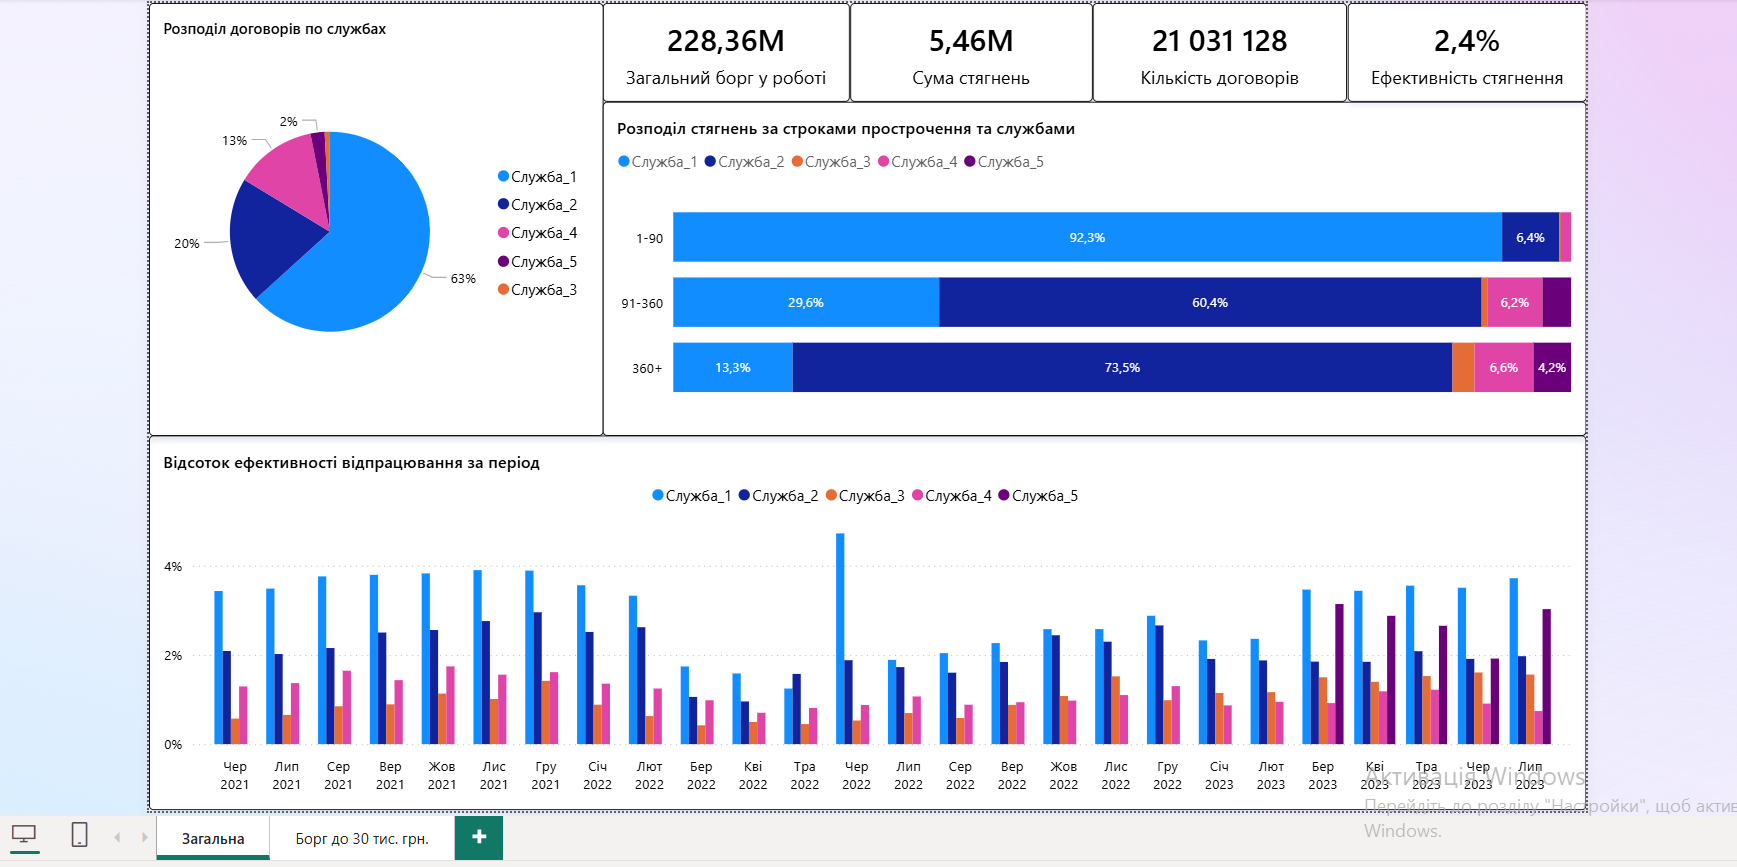 Розподіл договорів по службах
2%
13%
20%
63%
Служба_1
Служба_2
Служба_4
Служба_5
Служба_3
228,36M
Загальний борг у роботі
5,46M
Сума стягнень
21 031 128
Кількість договорів
2,4%
Ефективність стягнення
Розподіл стягнень за строками прострочення та службами
Служба_1 Служба_2 Служба_3 Служба_4 Служба_5
1-90 92,3% 6,4%
91-360 29,6% 60,4% 6,2%
360+ 13,3% 73,5% 6,6% 4,2%
Відсоток ефективності відпрацювання за період
Служба_1 Служба_2 Служба_3 Служба_4 Служба_5
4%
2%
0%
Чер Лип Сер Вер Жов Лис Гру Січ Лют Бер Кві Тра Чер Лип Сер Вер Жов Лис Гру Січ Лют Бер Кві Тра Чер Лип
2021 2021 2021 2021 2021 2021 2021 2022 2022 2022 2022 2022 2022 2022 2022 2022 2022 2022 2022 2023 2023 2023 2023 2023 2023 2023
Активація Windows
Перейдіть до розділу "Настройки", щоб актив
Windows.
Загальна
Борг до 30 тис. грн.
+